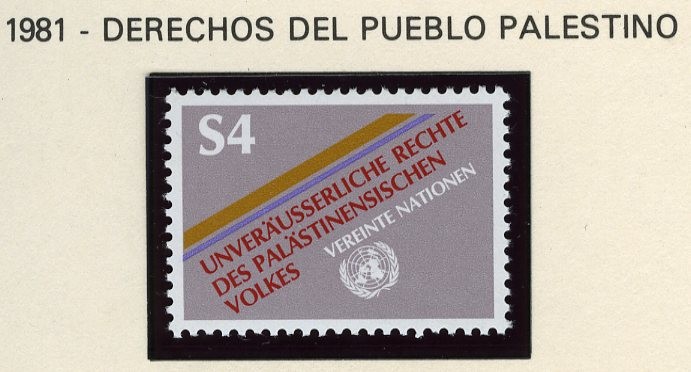 1981 - DERECHOS DEL PUEBLO PALESTINO
S4
UNVERÄUSSERLICHE RECHTE
DES PALÄSTINENSISCHEN
VOLKES
VEREINTE NATIONEN